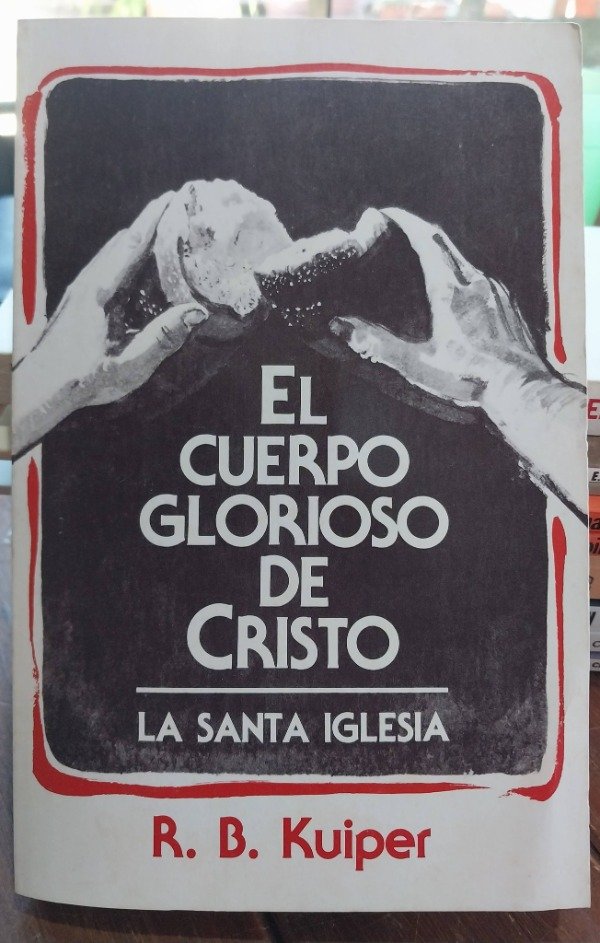 EL
CUERPO
GLORIOSO
DE
CRISTO
LA SANTA IGLESIA
R. B. Kuiper